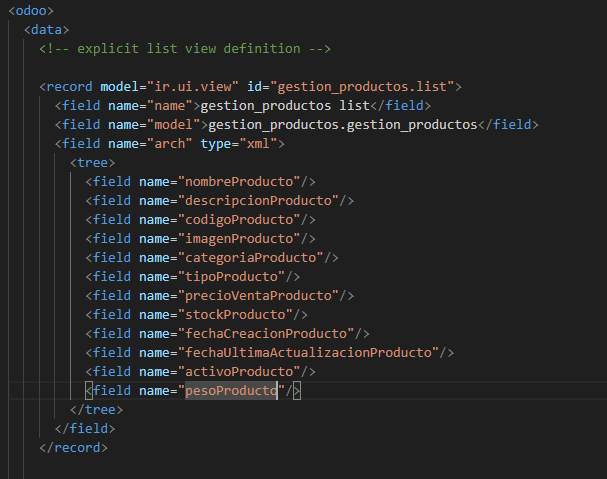 <odoo>
<data>
<!-- explicit list view definition -->
<record model="ir.ui.view" id="gestion_productos.list">
<field name="name">gestion_productos list</field>
<field name="model">gestion_productos.gestion_productos</field>
<field name="arch" type="xml">
<tree>
<field name="nombreProducto"/>
<field name="descripcionProducto"/>
<field name="codigoProducto"/>
<field name="imagenProducto"/>
<field name="categoriaProducto"/>
<field name="tipoProducto"/>
<field name="precioVentaProducto"/>
<field name="stockProducto"/>
<field name="fechaCreacionProducto"/>
<field name="fechaUltimaActualizacionProducto"/>
<field name="activoProducto"/>
<field name="pesoProducto"/>
</tree>
</field>
</record>